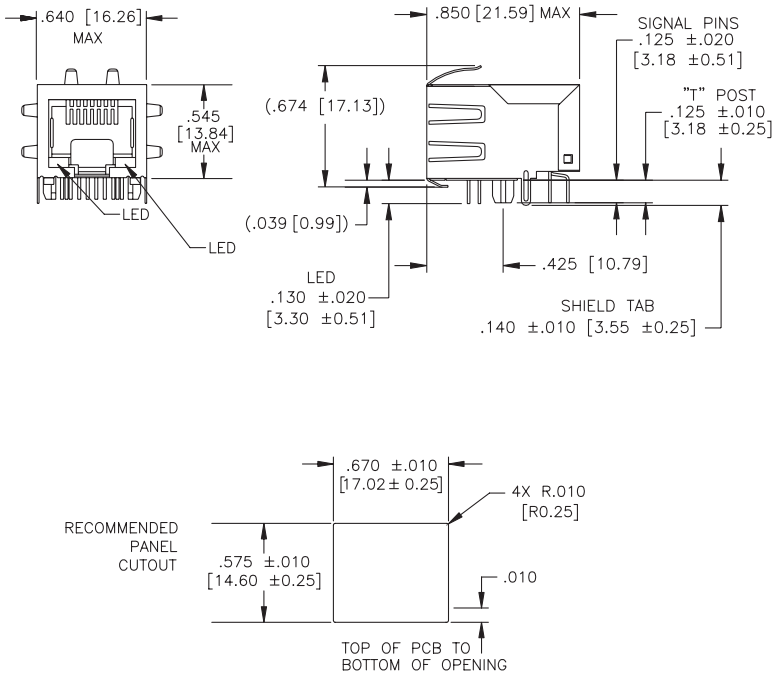 .640 [16.26]
MAX
.850 [21.59] MAX
SIGNAL PINS
.125 ±.020
[3.18 ±0.51]
"T" POST
.125 ±.010
[3.18 ±0.25]
(.674 [17.13])
.545
[13.84]
MAX
LED
LED
(.039 [0.99])
.425 [10.79]
LED
.130 ±.020
[3.30 ±0.51]
SHIELD TAB
.140 ±.010 [3.55 ±0.25]
.670 ±.010
[17.02 ± 0.25]
4X R.010
[R0.25]
RECOMMENDED
PANEL
CUTOUT
.575 ±.010
[14.60 ±0.25]
.010
TOP OF PCB TO
BOTTOM OF OPENING